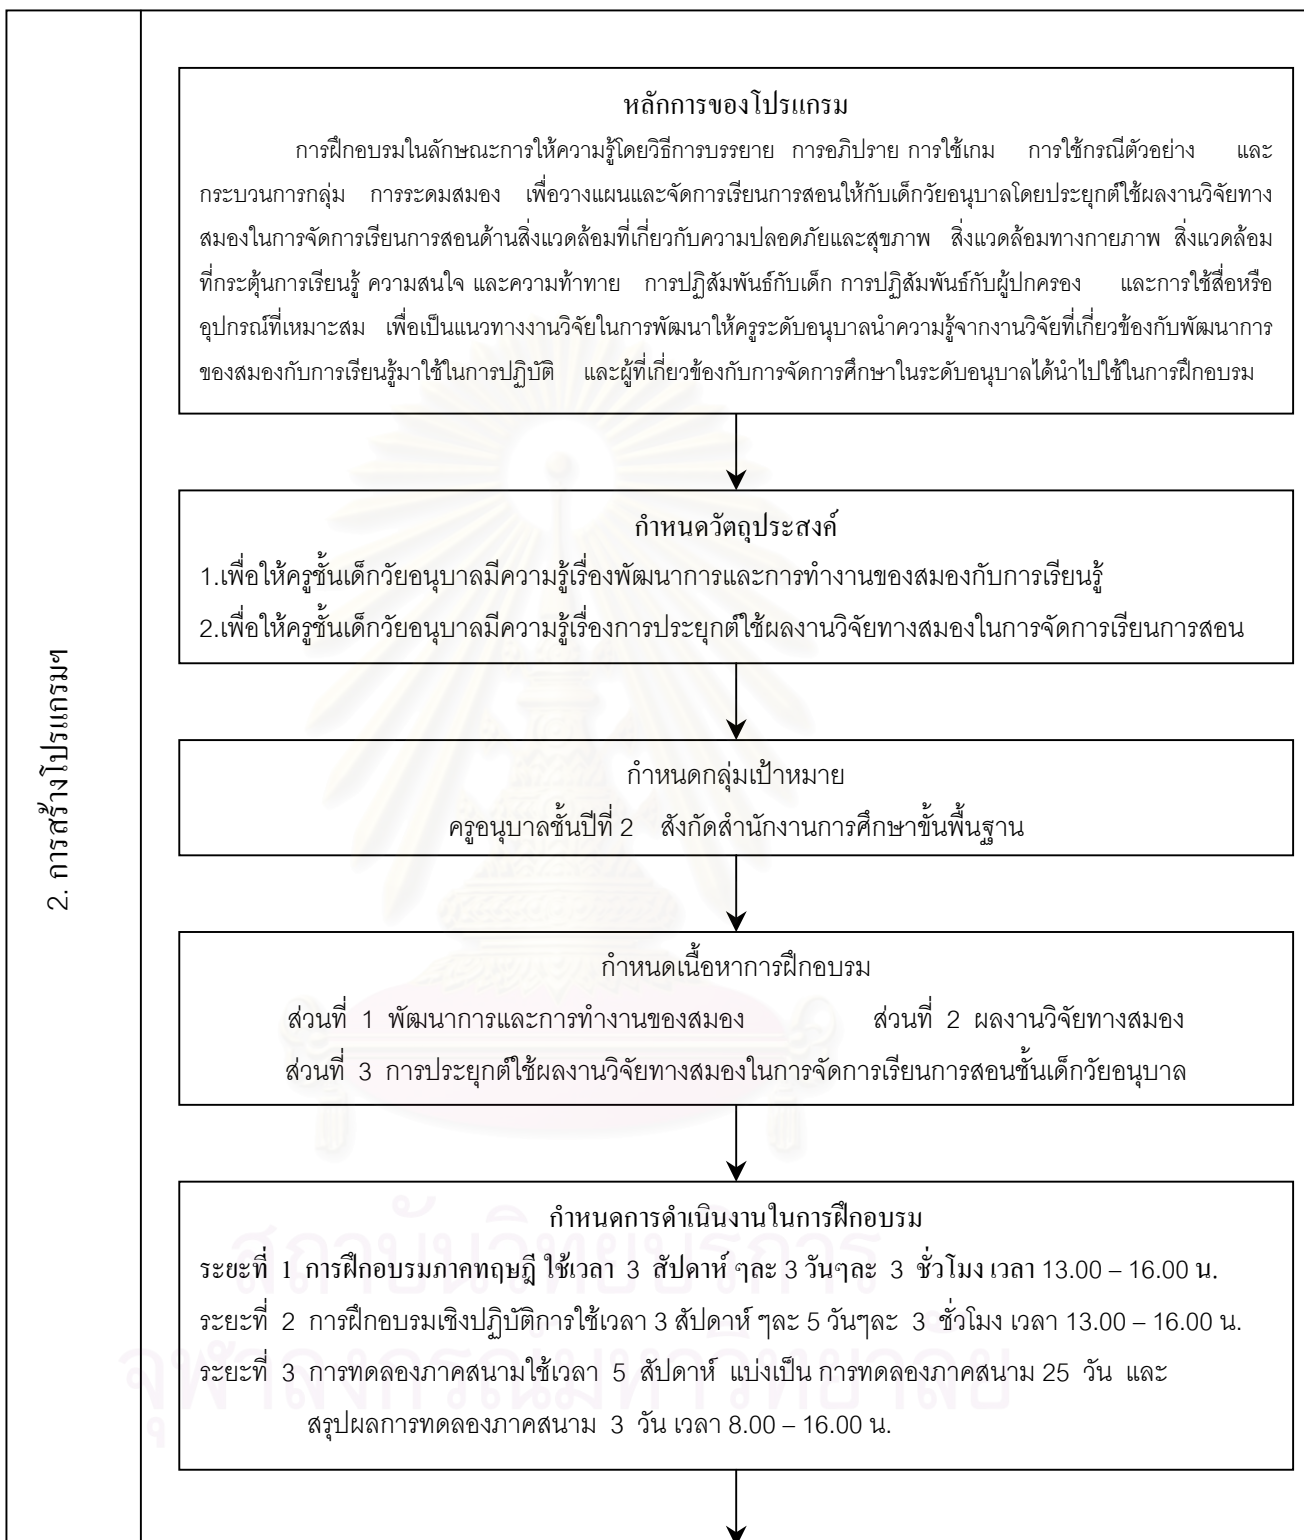 2. การสร้างโปรแกรมฯ
หลักการของโปรแกรม
การฝึกอบรมในลักษณะการให้ความรู้โดยวิธีการบรรยาย การอภิปราย การใช้เกม การใช้กรณีตัวอย่าง และ
กระบวนการกลุ่ม การระดมสมอง เพื่อวางแผนและจัดการเรียนการสอนให้กับเด็กวัยอนุบาลโดยประยุกต์ใช้ผลงานวิจัยทาง
สมองในการจัดการเรียนการสอนด้านสิ่งแวดล้อมที่เกี่ยวกับความปลอดภัยและสุขภาพ สิ่งแวดล้อมทางกายภาพ สิ่งแวดล้อม
ที่กระตุ้นการเรียนรู้ ความสนใจ และความท้าทาย การปฏิสัมพันธ์กับเด็ก การปฏิสัมพันธ์กับผู้ปกครอง และการใช้สื่อหรือ
อุปกรณ์ที่เหมาะสม เพื่อเป็นแนวทางงานวิจัยในการพัฒนาให้ครูระดับอนุบาลนำความรู้จากงานวิจัยที่เกี่ยวข้องกับพัฒนาการ
ของสมองกับการเรียนรู้มาใช้ในการปฏิบัติ และผู้ที่เกี่ยวข้องกับการจัดการศึกษาในระดับอนุบาลได้นำไปใช้ในการฝึกอบรม
กำหนดวัตถุประสงค์
1.เพื่อให้ครูชั้นเด็กวัยอนุบาลมีความรู้เรื่องพัฒนาการและการทำงานของสมองกับการเรียนรู้
2.เพื่อให้ครูชั้นเด็กวัยอนุบาลมีความรู้เรื่องการประยุกต์ใช้ผลงานวิจัยทางสมองในการจัดการเรียนการสอน
กำหนดกลุ่มเป้าหมาย
ครูอนุบาลชั้นปีที่ 2 สังกัดสำนักงานการศึกษาขั้นพื้นฐาน
กำหนดเนื้อหาการฝึกอบรม
ส่วนที่ 1 พัฒนาการและการทำงานของสมอง ส่วนที่ 2 ผลงานวิจัยทางสมอง
ส่วนที่ 3 การประยุกต์ใช้ผลงานวิจัยทางสมองในการจัดการเรียนการสอนชั้นเด็กวัยอนุบาล
กำหนดการดำเนินงานในการฝึกอบรม
ระยะที่ 1 การฝึกอบรมภาคทฤษฎี ใช้เวลา 3 สัปดาห์ ๆละ 3 วันๆละ 3 ชั่วโมง เวลา 13.00 – 16.00 น.
ระยะที่ 2 การฝึกอบรมเชิงปฏิบัติการใช้เวลา 3 สัปดาห์ ๆละ 5 วันๆละ 3 ชั่วโมง เวลา 13.00 – 16.00 น.
ระยะที่ 3 การทดลองภาคสนามใช้เวลา 5 สัปดาห์ แบ่งเป็น การทดลองภาคสนาม 25 วัน และ
สรุปผลการทดลองภาคสนาม 3 วัน เวลา 8.00 – 16.00 น.
สถาบันวิทยบริการ
จุฬาลงกรณ์มหาวิทยาลัย